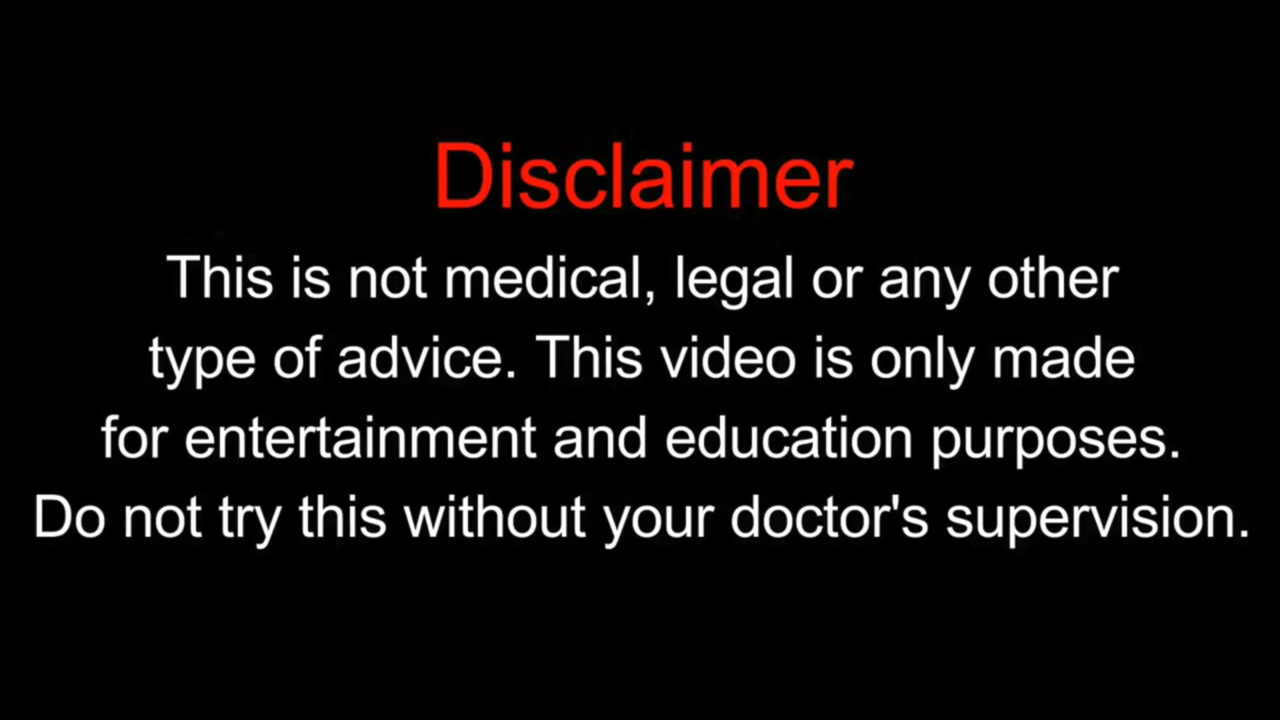 Disclaimer
This is not medical, legal or any other
type of advice. This video is only made
for entertainment and education purposes.
Do not try this without your doctor's supervision.